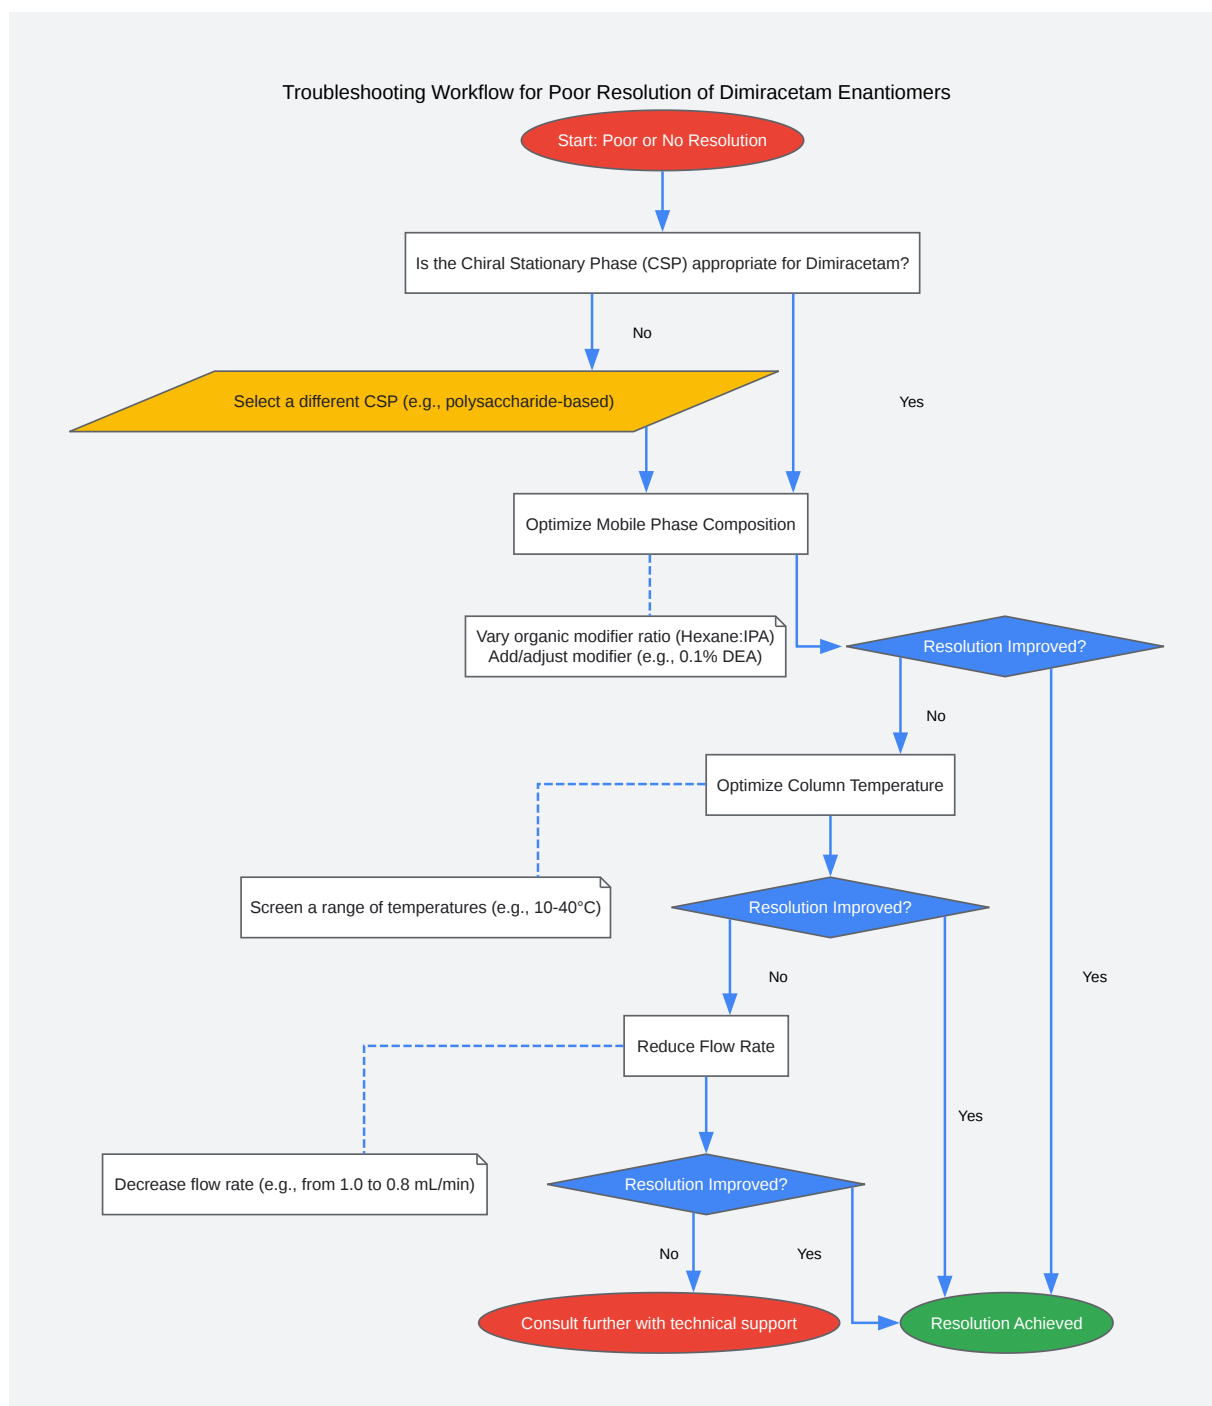 Troubleshooting Workflow for Poor Resolution of Dimiracetam Enantiomers
Start: Poor or No Resolution
Is the Chiral Stationary Phase (CSP) appropriate for Dimiracetam?
No
Select a different CSP (e.g., polysaccharide-based)
Yes
Optimize Mobile Phase Composition
Vary organic modifier ratio (Hexane:IPA)
Add/adjust modifier (e.g., 0.1% DEA)
Resolution Improved?
No
Optimize Column Temperature
Screen a range of temperatures (e.g., 10-40°C)
Resolution Improved?
No
Yes
Reduce Flow Rate
Yes
Decrease flow rate (e.g., from 1.0 to 0.8 mL/min)
Resolution Improved?
No
Yes
Consult further with technical support
Resolution Achieved